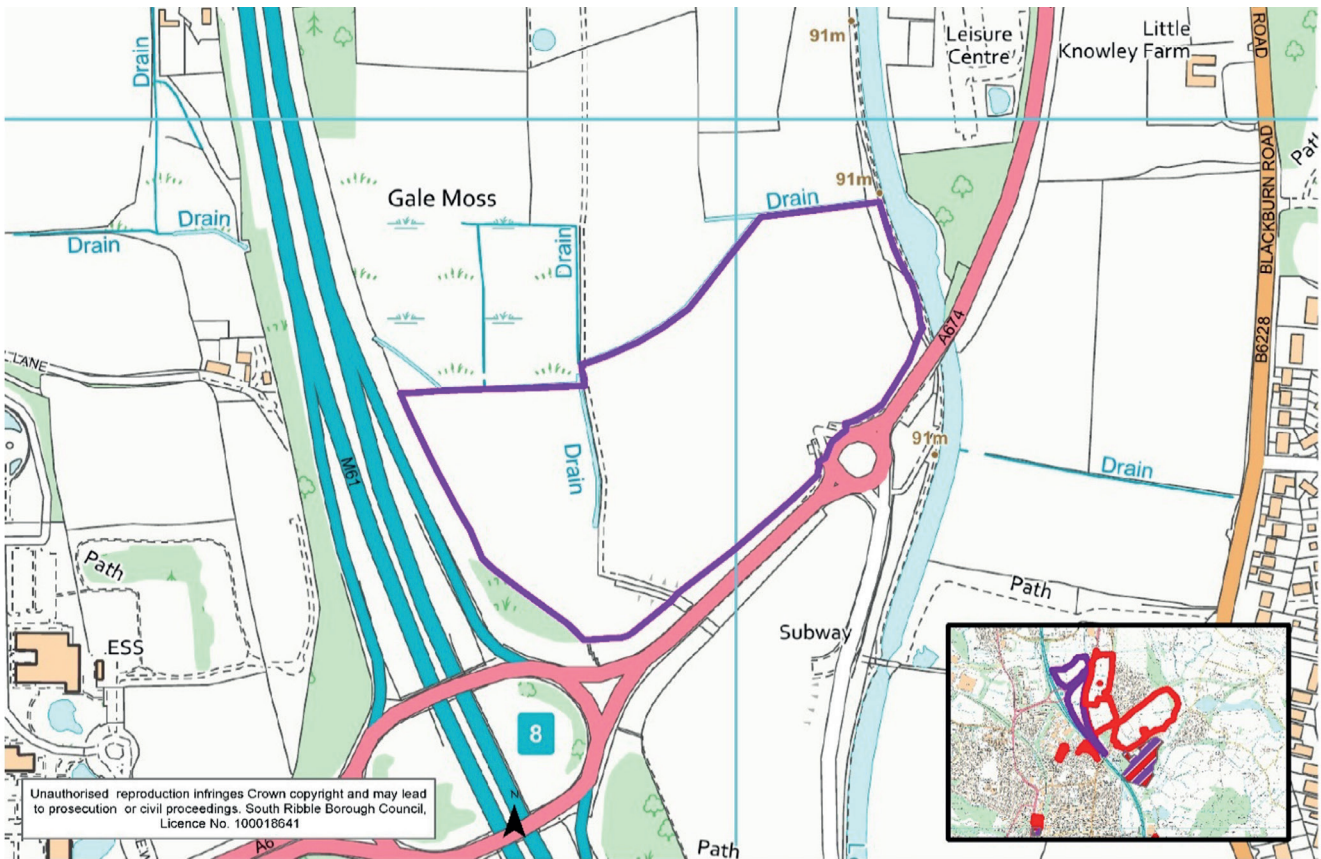 Drain
91m
Leisure
Centre
Little
Knowley Farm
ROAD
Path
91m
Gale Moss
Drain
Drain
Drain
Drain
BLACKBURN ROAD
A674
LANE
B6228
M61
Drain
91m
Drain
Path
Path
ESS
Subway
8
N
Unauthorised reproduction infringes Crown copyright and may lead
to prosecution or civil proceedings. South Ribble Borough Council,
Licence No. 100018641
A6
Path